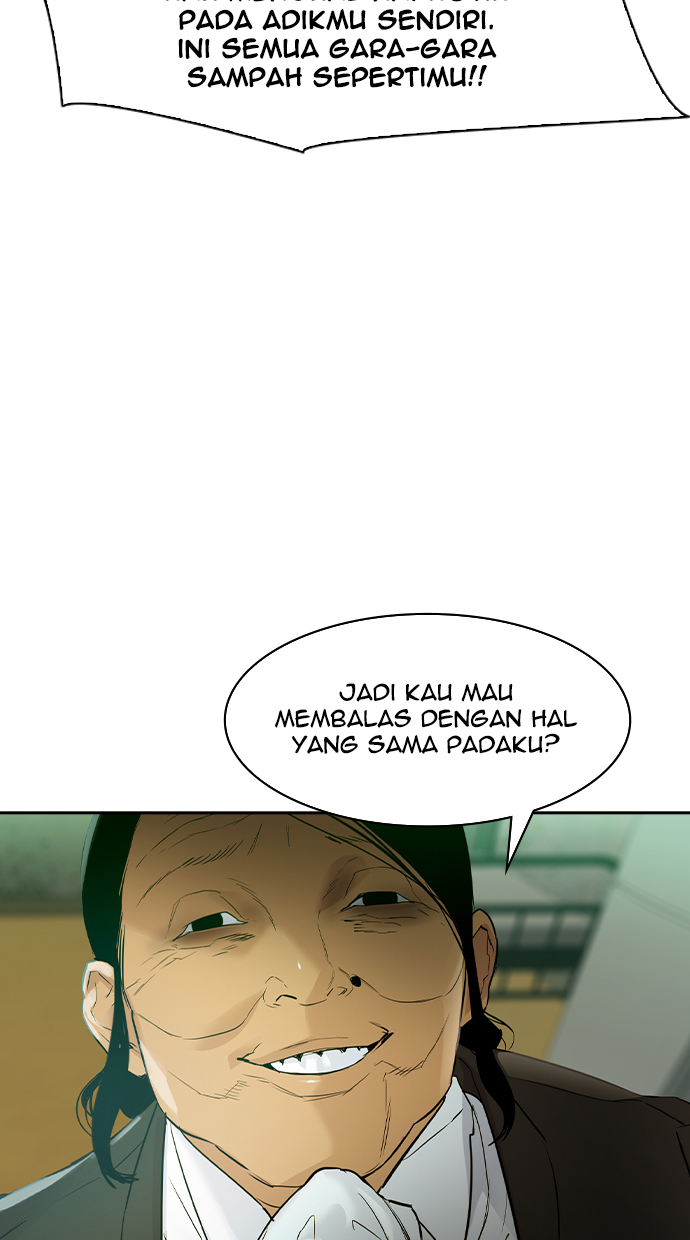 PADA ADIKMU SENDIRI.
INI SEMUA GARA-GARA
SAMPAH SEPERTIMU!!
JADI KAU MAU
MEMBALAS DENGAN HAL
YANG SAMA PADAKU?